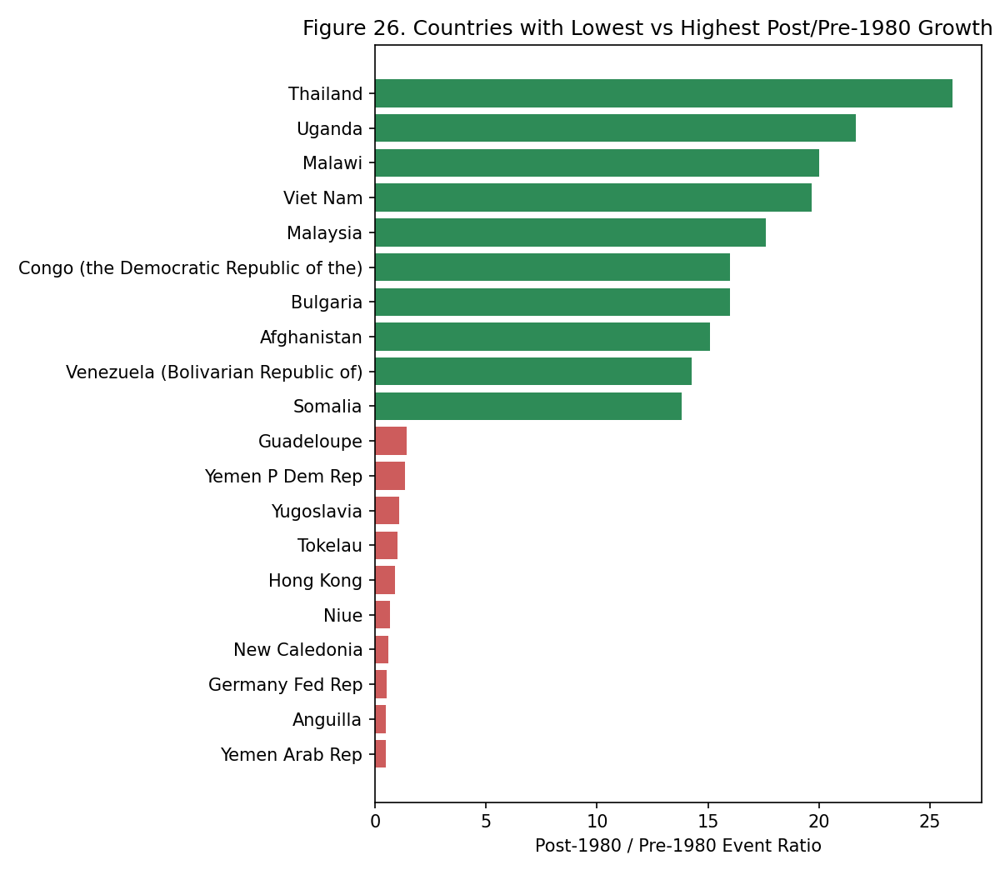 Figure 26. Countries with Lowest vs Highest Post/Pre-1980 Growth
Thailand
Uganda
Malawi
Viet Nam
Malaysia
Congo (the Democratic Republic of the)
Bulgaria
Afghanistan
Venezuela (Bolivarian Republic of)
Somalia
Guadeloupe
Yemen P Dem Rep
Yugoslavia
Tokelau
Hong Kong
Niue
New Caledonia
Germany Fed Rep
Anguilla
Yemen Arab Rep
0 5 10 15 20 25
Post-1980 / Pre-1980 Event Ratio